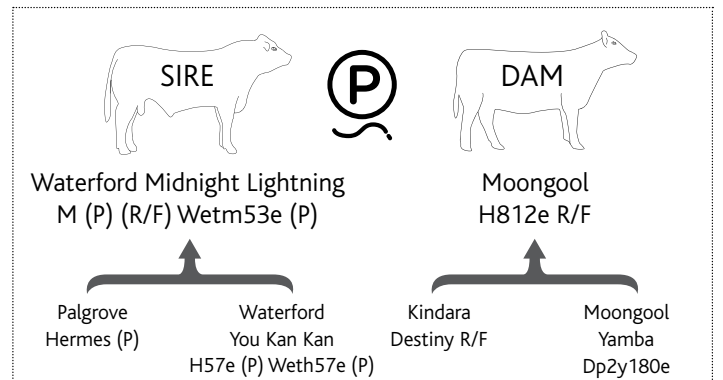 SIRE
P
DAM
Waterford Midnight Lightning
M (P) (R/F) Wetm53e (P)
Moongool
H812e R/F
Palgrove
Hermes (P)
Waterford
You Kan Kan
H57e (P) Weth57e (P)
Kindara
Destiny R/F
Moongool
Yamba
Dp2y180e